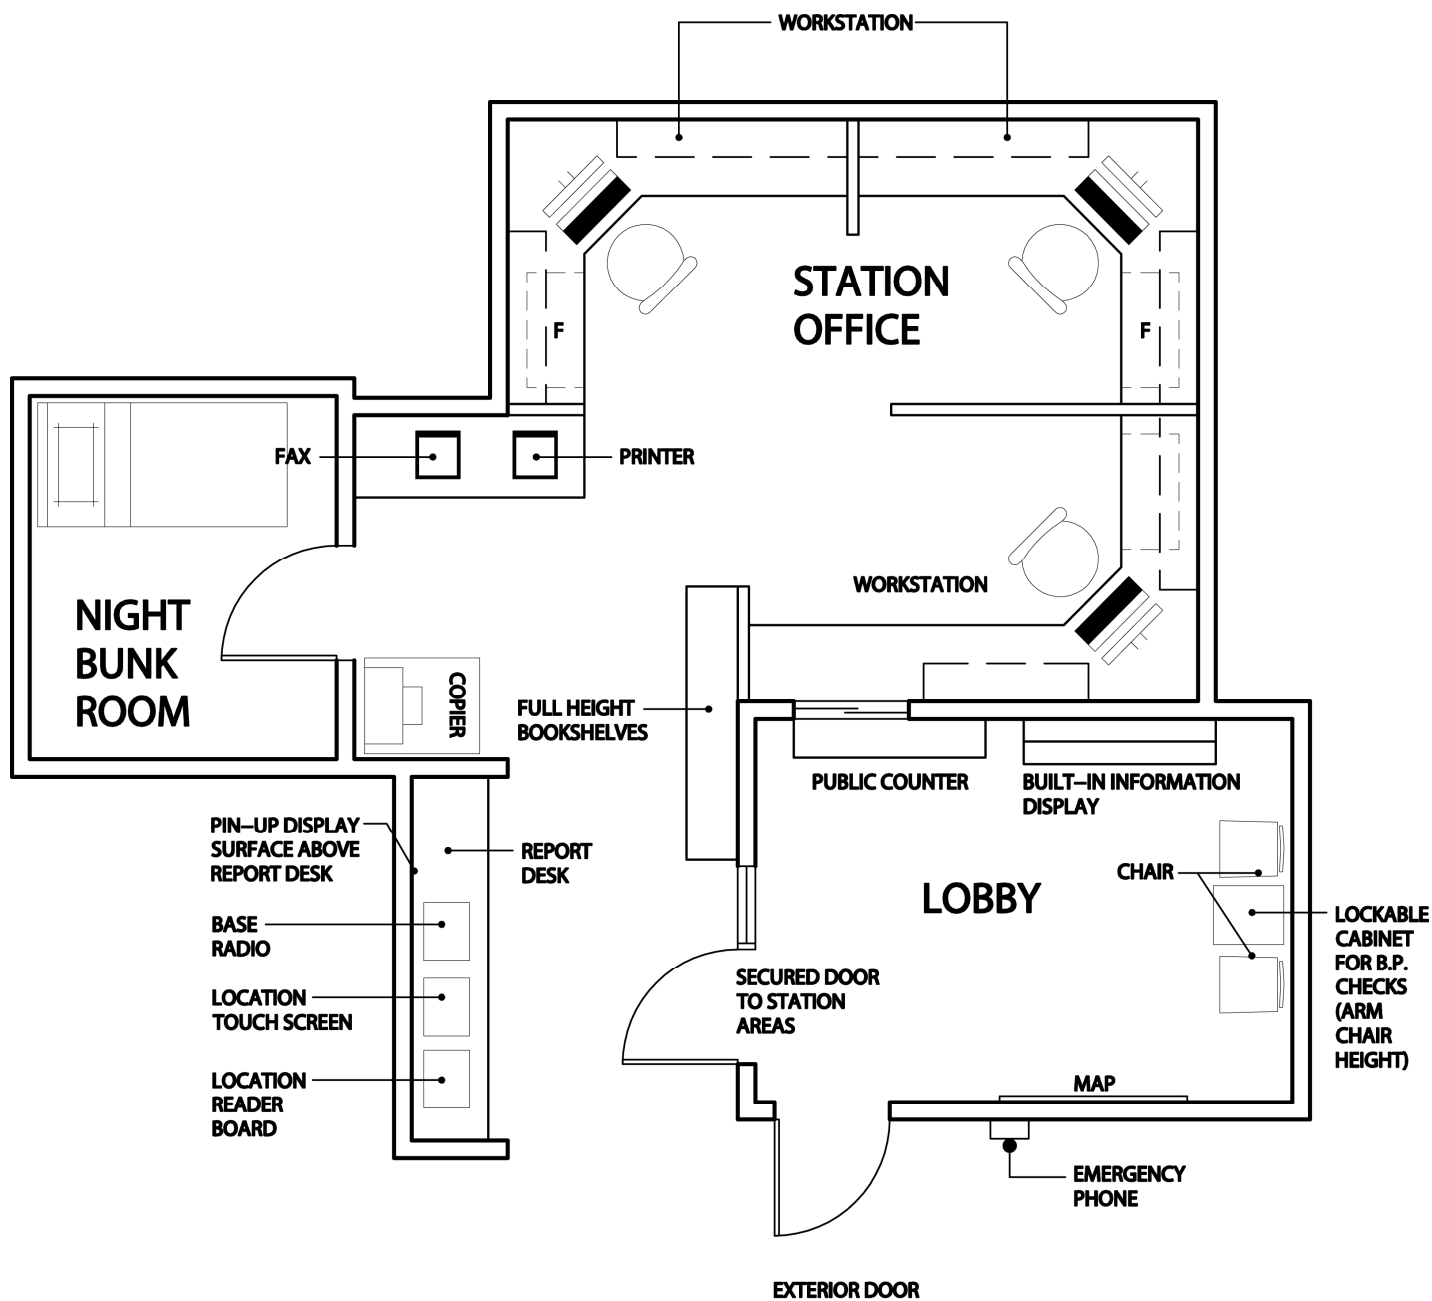 WORKSTATION
STATION
OFFICE
F
F
FAX
PRINTER
WORKSTATION
NIGHT
BUNK
ROOM
COPIER
FULL HEIGHT
BOOKSHELVES
PUBLIC COUNTER
BUILT–IN INFORMATION
DISPLAY
PIN–UP DISPLAY
SURFACE ABOVE
REPORT DESK
REPORT
DESK
CHAIR
LOBBY
LOCKABLE
CABINET
FOR B.P.
CHECKS
(ARM
CHAIR
HEIGHT)
BASE
RADIO
SECURED DOOR
TO STATION
AREAS
LOCATION
TOUCH SCREEN
LOCATION
READER
BOARD
MAP
EMERGENCY
PHONE
EXTERIOR DOOR